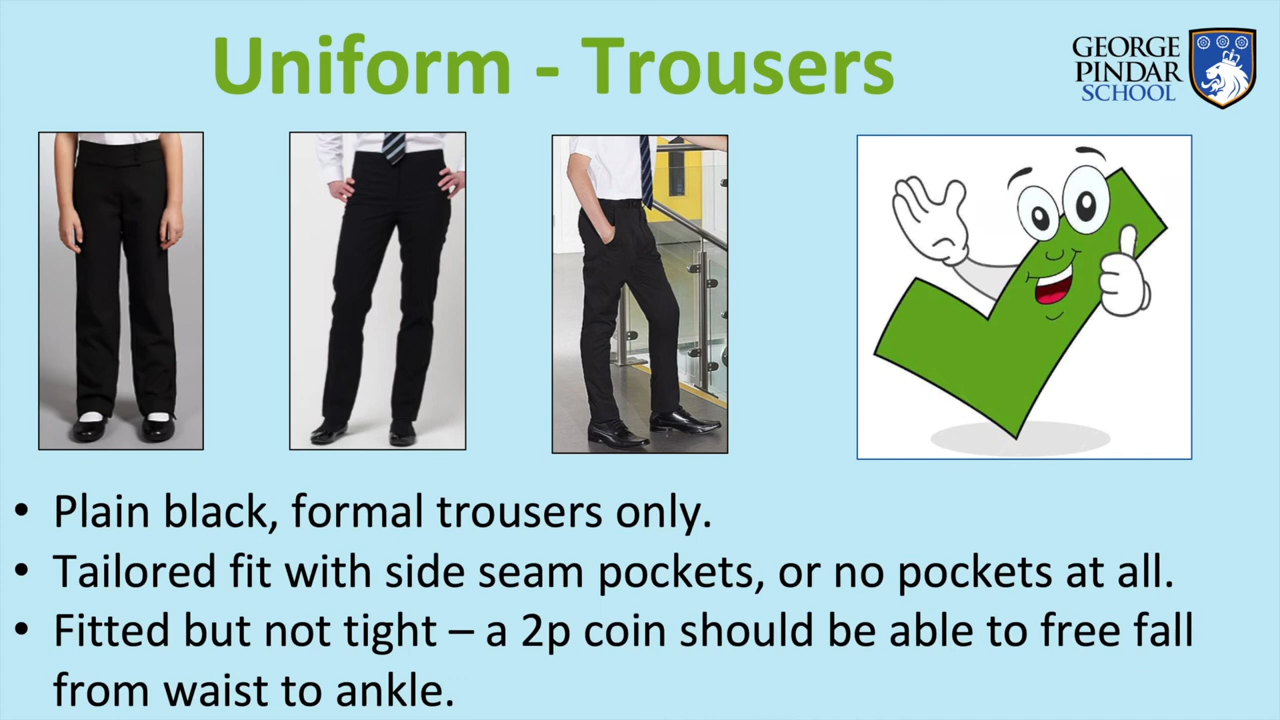 Uniform - Trousers
GEORGE
PINDAR
SCHOOL
• Plain black, formal trousers only.
• Tailored fit with side seam pockets, or no pockets at all.
• Fitted but not tight – a 2p coin should be able to free fall
from waist to ankle.